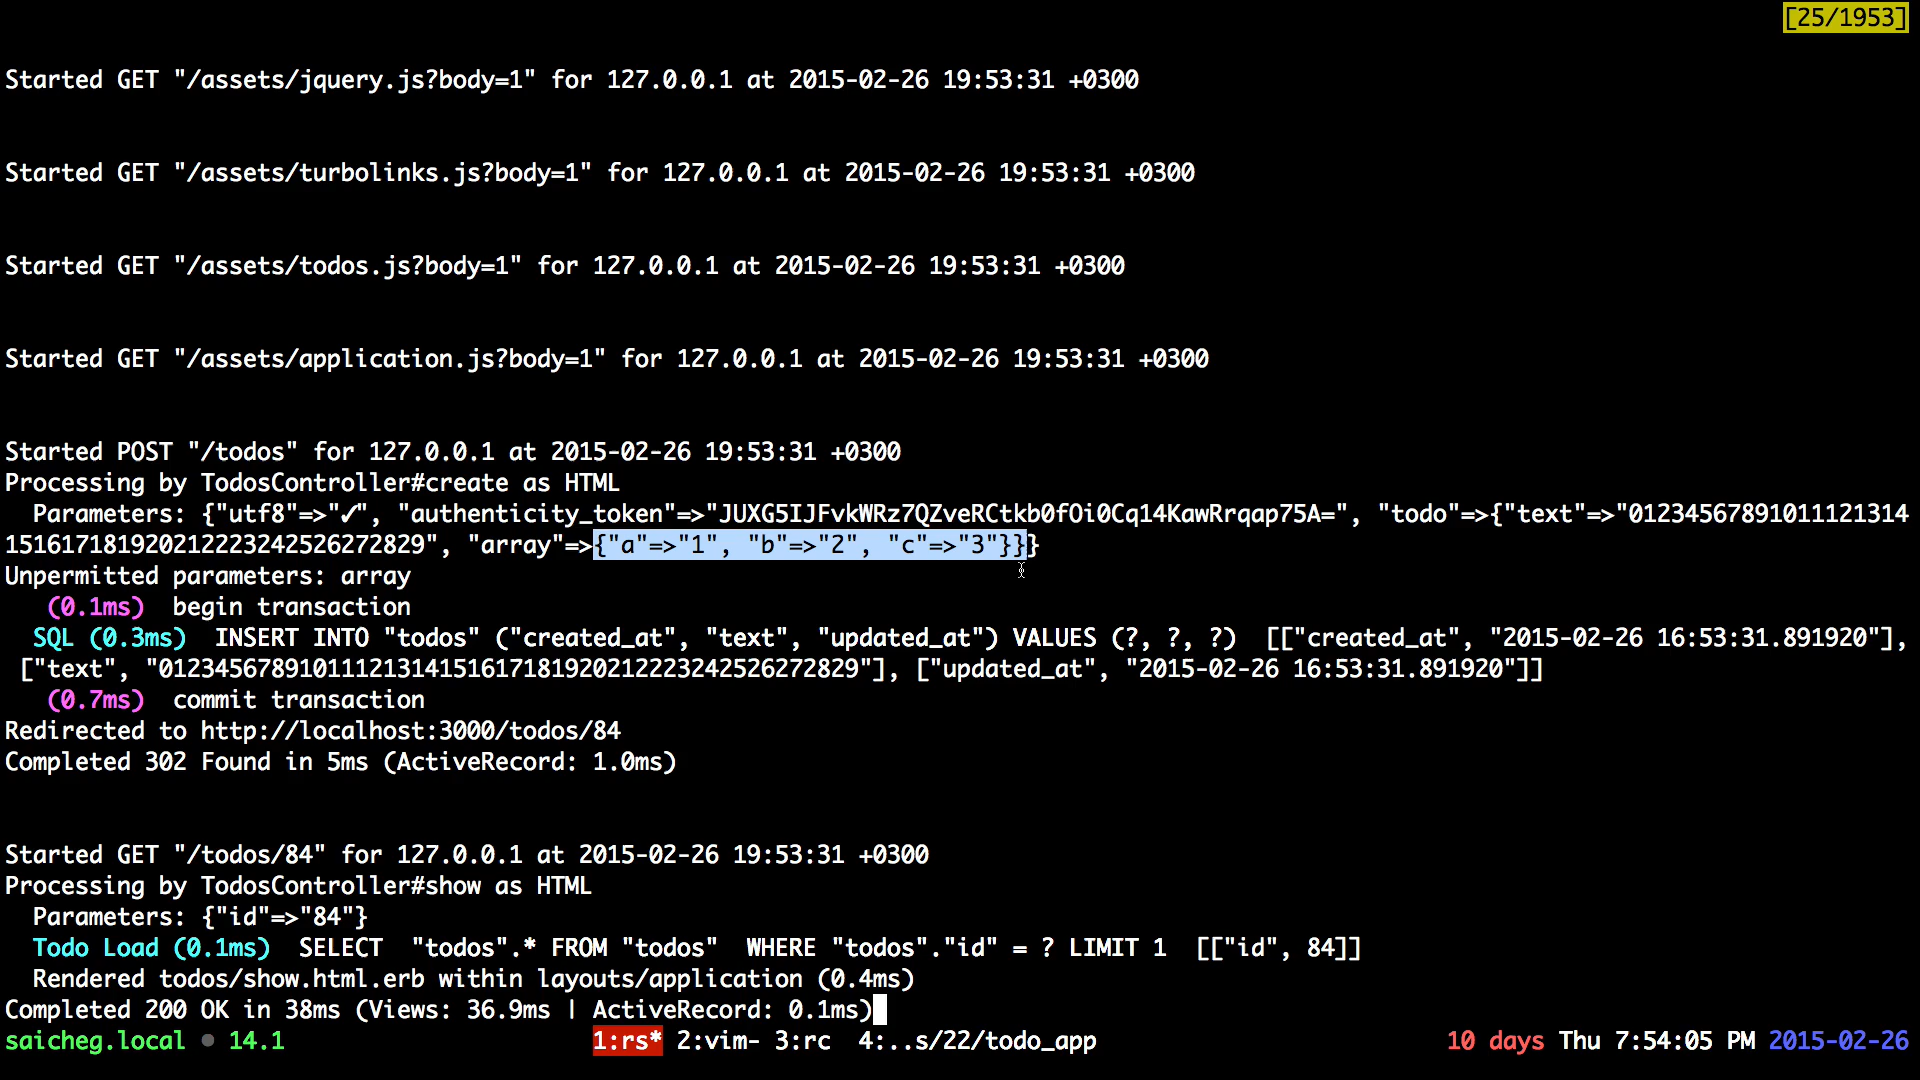 [25/1953]
Started GET "/assets/jquery.js?body=1" for 127.0.0.1 at 2015-02-26 19:53:31 +0300
Started GET "/assets/turbolinks.js?body=1" for 127.0.0.1 at 2015-02-26 19:53:31 +0300
Started GET "/assets/todos.js?body=1" for 127.0.0.1 at 2015-02-26 19:53:31 +0300
Started GET "/assets/application.js?body=1" for 127.0.0.1 at 2015-02-26 19:53:31 +0300
Started POST "/todos" for 127.0.0.1 at 2015-02-26 19:53:31 +0300
Processing by TodosController#create as HTML
  Parameters: {"utf8"=>"✓", "authenticity_token"=>"JUXG5IJFvkWRz7QZveRCtkb0fOi0Cq14KawRrqap75A=", "todo"=>{"text"=>"01234567891011121314
151617181920212223242526272829", "array"=>{"a"=>"1", "b"=>"2", "c"=>"3"}}}
Unpermitted parameters: array
   (0.1ms)  begin transaction
  SQL (0.3ms)  INSERT INTO "todos" ("created_at", "text", "updated_at") VALUES (?, ?, ?)  [["created_at", "2015-02-26 16:53:31.891920"],
 ["text", "01234567891011121314151617181920212223242526272829"], ["updated_at", "2015-02-26 16:53:31.891920"]]
   (0.7ms)  commit transaction
Redirected to http://localhost:3000/todos/84
Completed 302 Found in 5ms (ActiveRecord: 1.0ms)
Started GET "/todos/84" for 127.0.0.1 at 2015-02-26 19:53:31 +0300
Processing by TodosController#show as HTML
  Parameters: {"id"=>"84"}
  Todo Load (0.1ms)  SELECT  "todos".* FROM "todos"  WHERE "todos"."id" = ? LIMIT 1  [["id", 84]]
  Rendered todos/show.html.erb within layouts/application (0.4ms)
Completed 200 OK in 38ms (Views: 36.9ms | ActiveRecord: 0.1ms)
saicheg.local ● 14.1 1:rs* 2:vim- 3:rc  4:..s/22/todo_app 10 days Thu 7:54:05 PM 2015-02-26